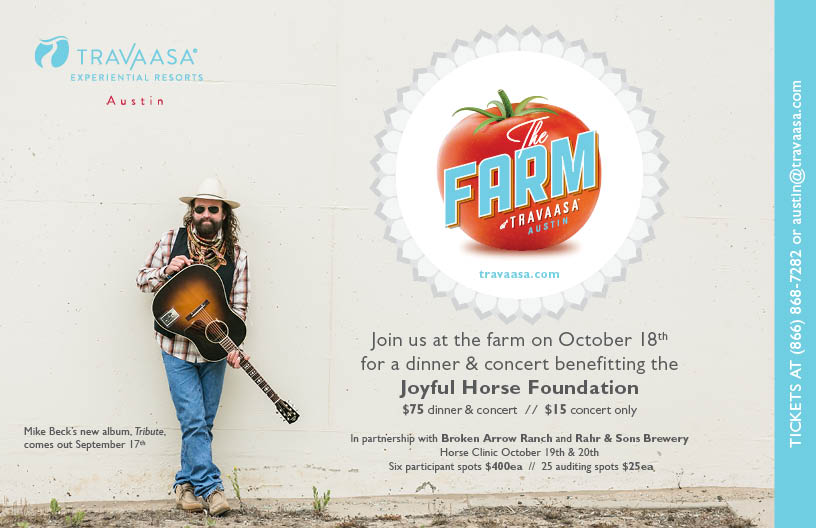 TRAVAASA®
EXPERIENTIAL RESORTS
Austin
The
FARM
TRAVAASA
AUSTIN
travaasa.com
Join us at the farm on October 18th
for a dinner & concert benefitting the
Joyful Horse Foundation
$75 dinner & concert // $15 concert only
In partnership with Broken Arrow Ranch and Rahr & Sons Brewery
Horse Clinic October 19th & 20th
Six participant spots $400ea // 25 auditing spots $25ea
Mike Beck's new album, Tribute,
comes out September 17th
TICKETS AT (866) 868-7282 or austin@travaasa.com